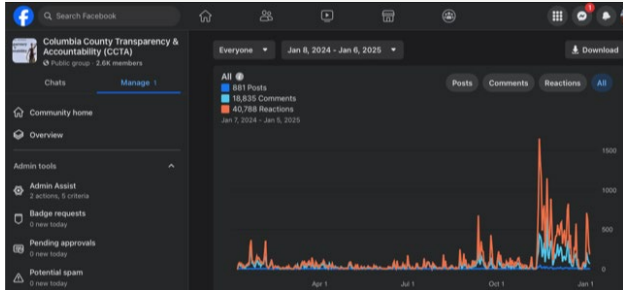 Search Facebook
Columbia County Transparency &
Accountability (CCTA)
Public group · 2.6K members
Chats
Manage 1
Community home
Overview
Admin tools
Admin Assist
2 actions, 5 criteria
Badge requests
0 new today
Pending approvals
0 new today
Potential spam
0 new today
1
Everyone
Jan 8, 2024 - Jan 6, 2025
Download
All
881 Posts
18,835 Comments
40,788 Reactions
Jan 7, 2024 - Jan 5, 2025
Posts
Comments
Reactions
All
1500
1000
500
0
Apr 1
Jul 1
Oct 1
Jan 1